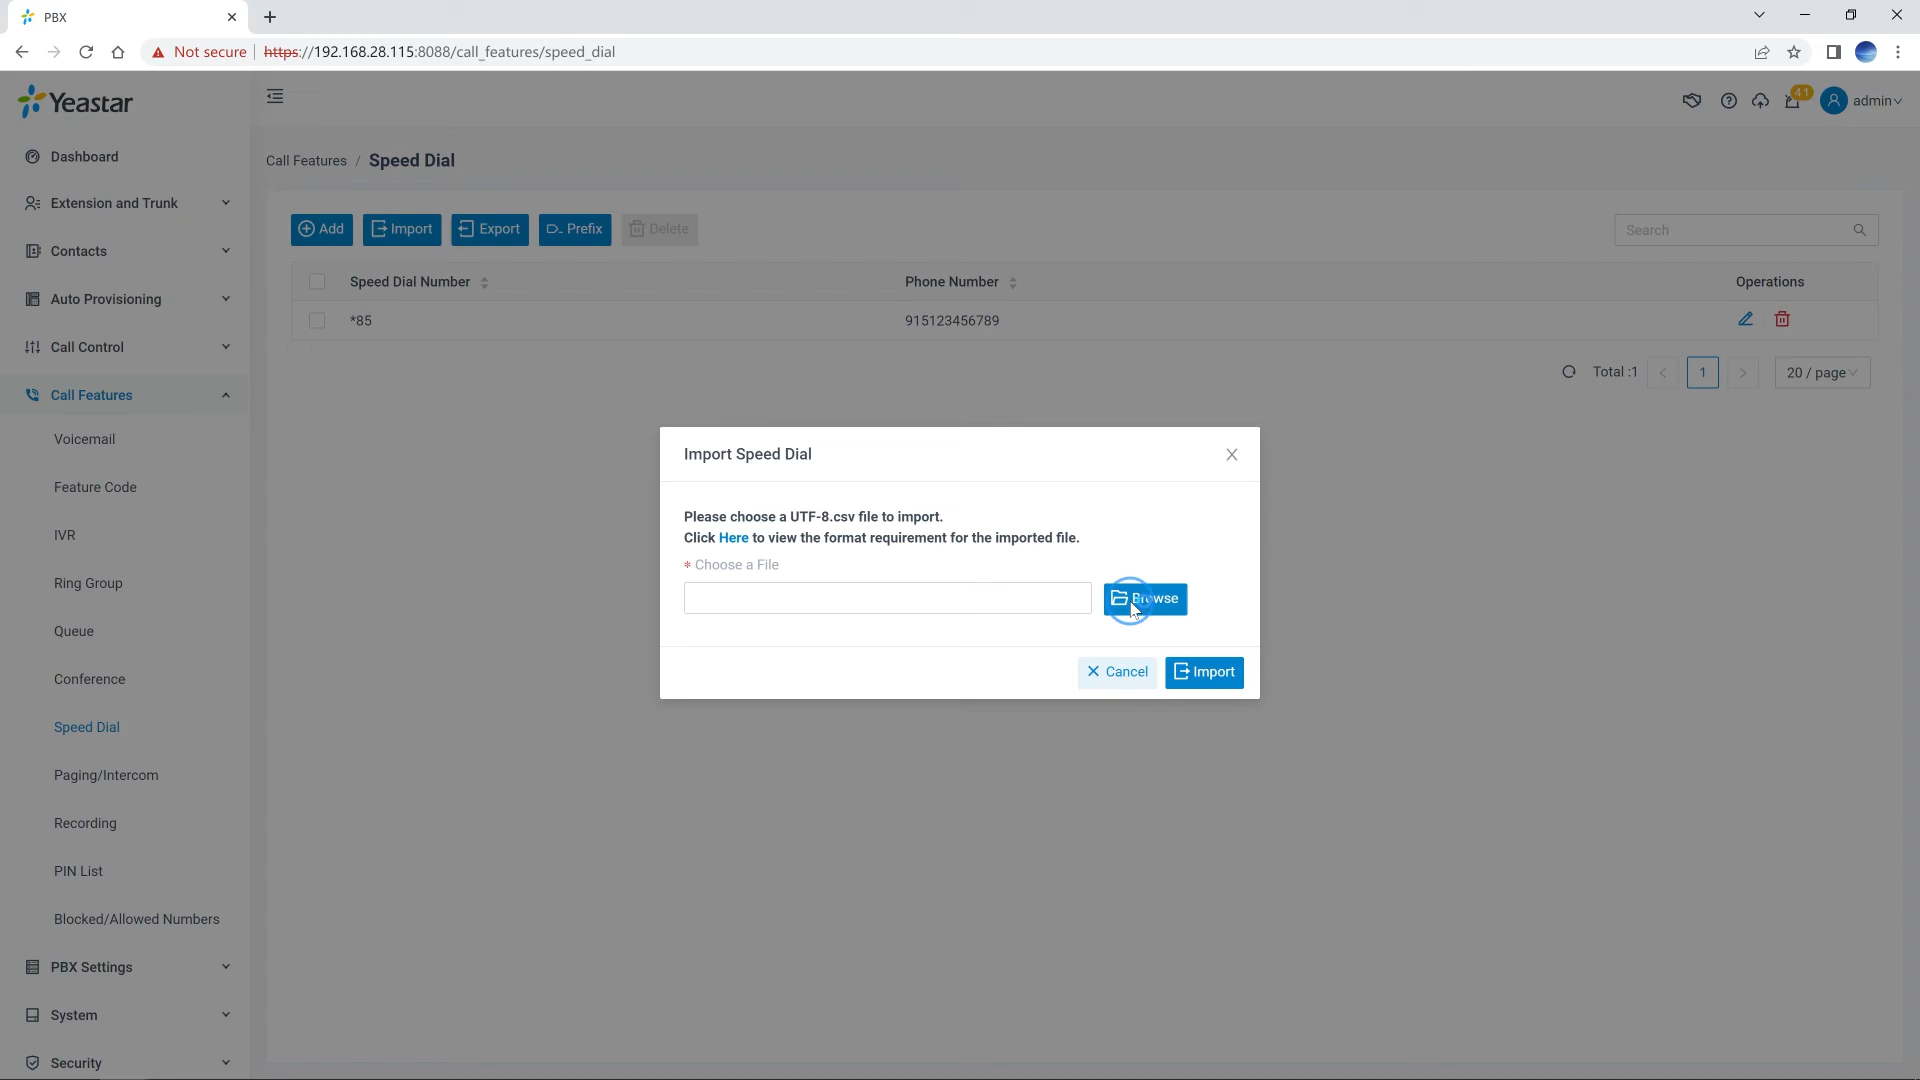 PBX
Not secure
https://192.168.28.115:8088/call_features/speed_dial
Yeastar
41
admin
Dashboard
Extension and Trunk
Contacts
Auto Provisioning
Call Control
Call Features
Voicemail
Feature Code
IVR
Ring Group
Queue
Conference
Speed Dial
Paging/Intercom
Recording
PIN List
Blocked/Allowed Numbers
PBX Settings
System
Security
Call Features / Speed Dial
Add
Import
Export
Prefix
Delete
Search
Speed Dial Number
Phone Number
Operations
*85
915123456789
Total :1
1
20 / page
Import Speed Dial
Please choose a UTF-8.csv file to import.
Click Here to view the format requirement for the imported file.
* Choose a File
Browse
Cancel
Import